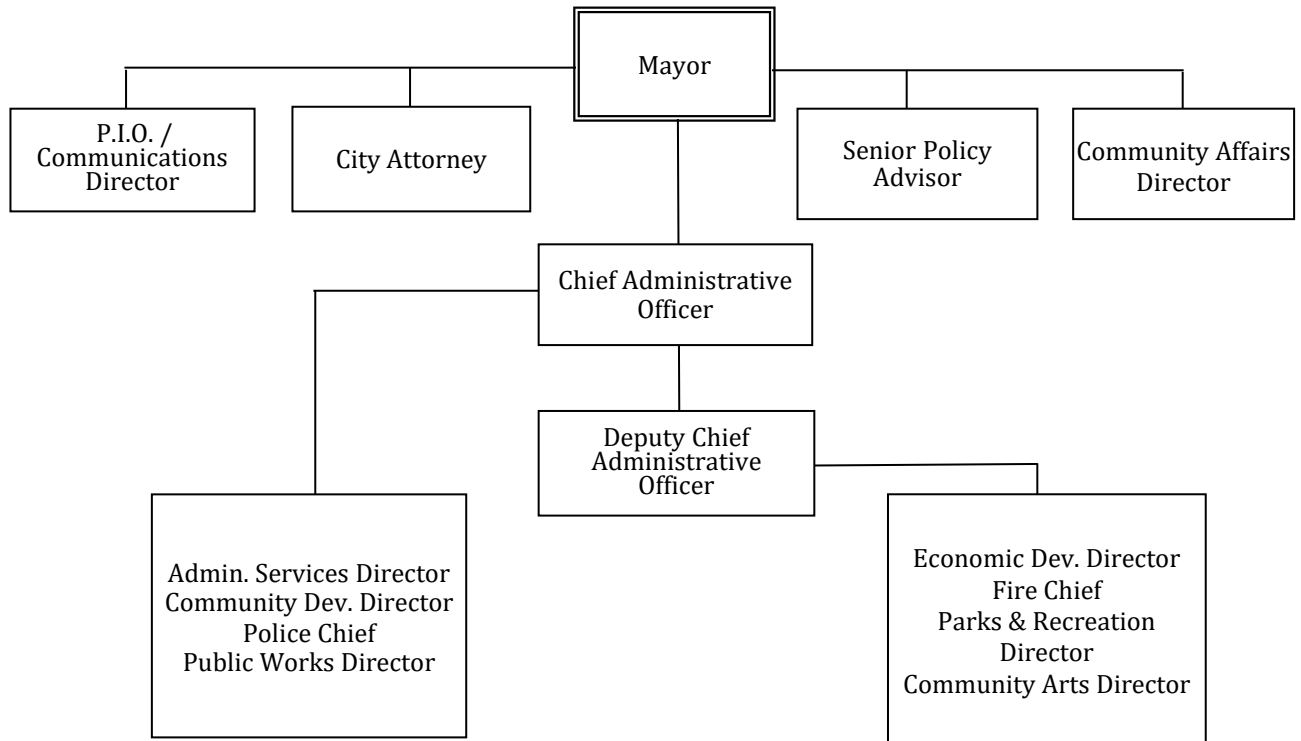 Mayor
P.I.O. /
Communications
Director
City Attorney
Senior Policy
Advisor
Community Affairs
Director
Chief Administrative
Officer
Deputy Chief
Administrative
Officer
Admin. Services Director
Community Dev. Director
Police Chief
Public Works Director
Economic Dev. Director
Fire Chief
Parks & Recreation
Director
Community Arts Director